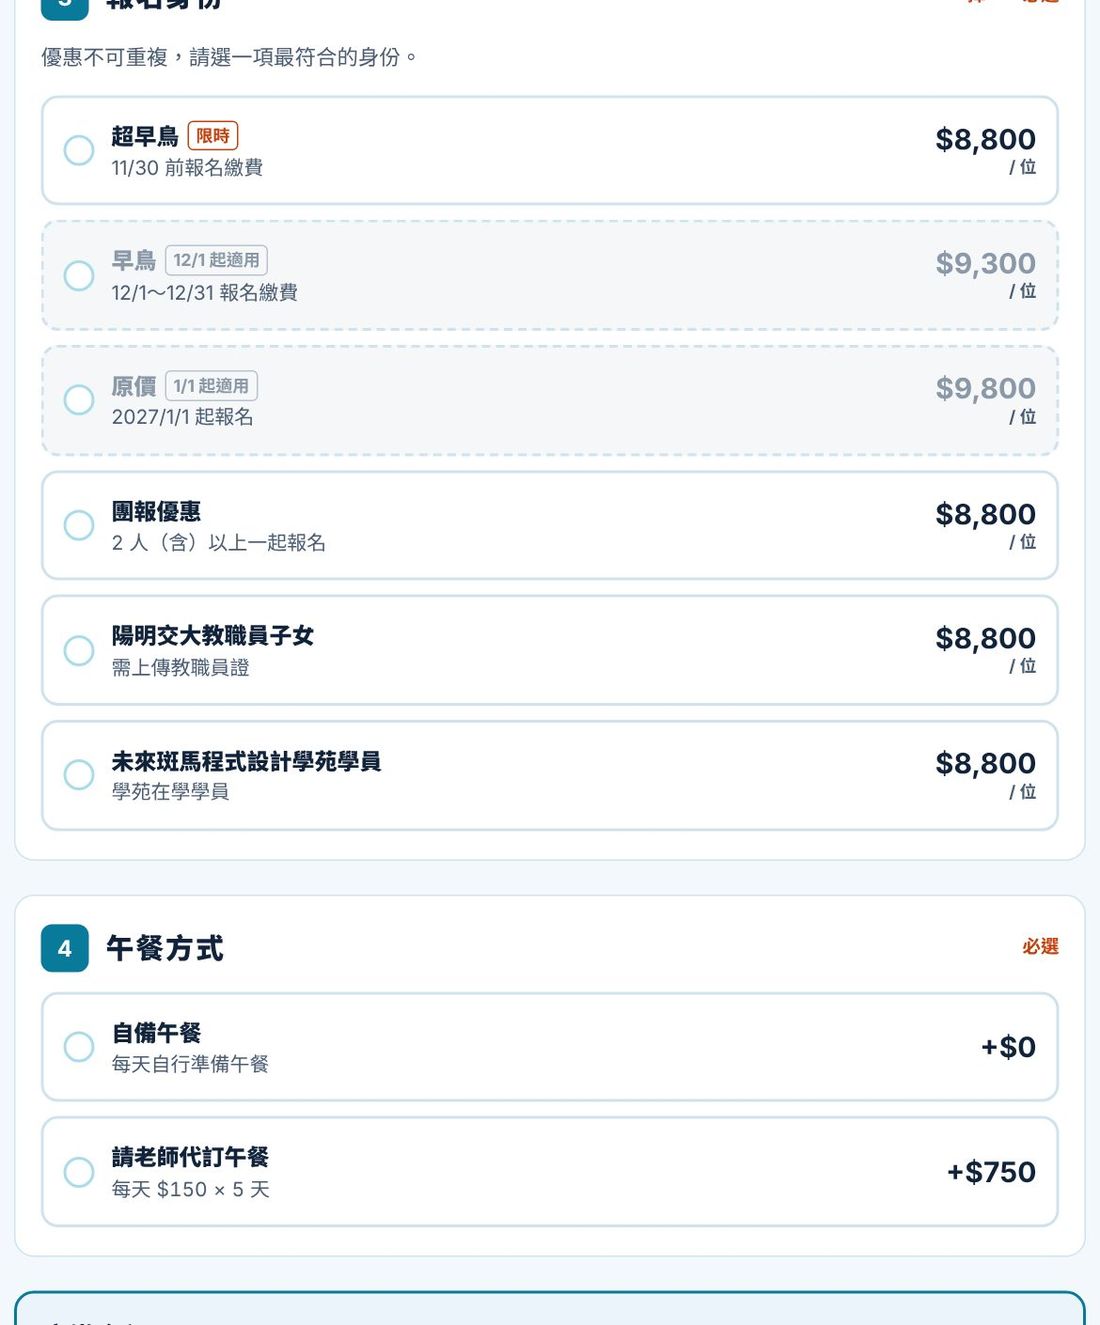 3 報名身份
優惠不可重複，請選一項最符合的身份。
超早鳥 限時
$8,800
11/30 前報名繳費
/ 位
早鳥 12/1 起適用
$9,300
12/1～12/31 報名繳費
/ 位
原價 1/1 起適用
$9,800
2027/1/1 起報名
/ 位
團報優惠
$8,800
2 人（含）以上一起報名
/ 位
陽明交大教職員子女
$8,800
需上傳教職員證
/ 位
未來斑馬程式設計學苑學員
$8,800
學苑在學學員
/ 位
4 午餐方式
必選
自備午餐
每天自行準備午餐
+$0
請老師代訂午餐
每天 $150 × 5 天
+$750